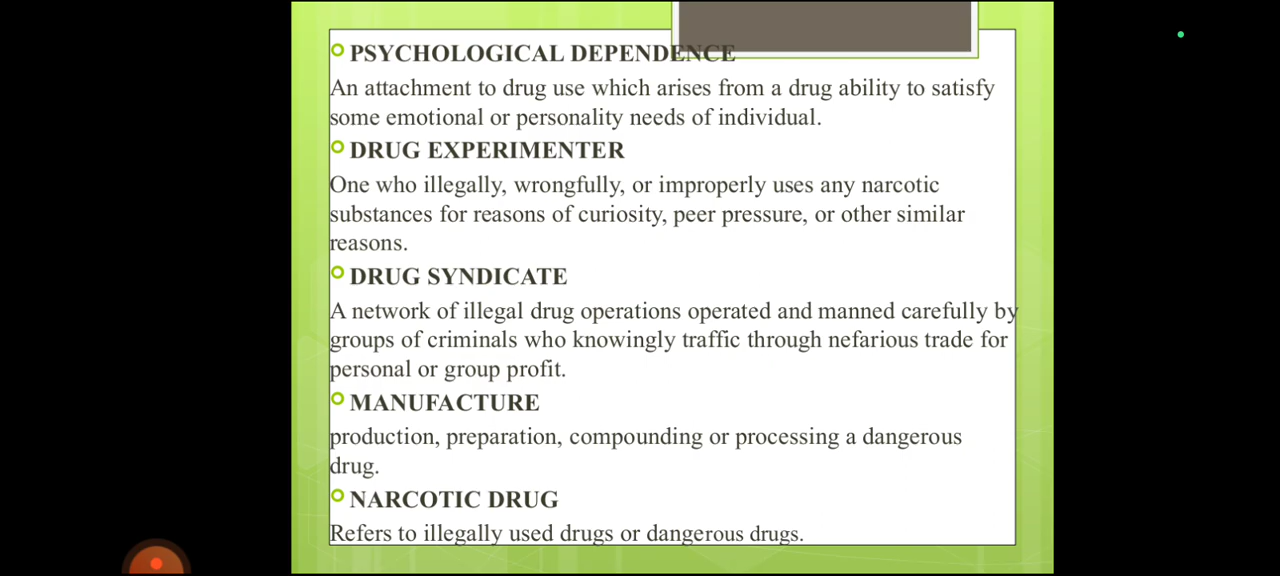 PSYCHOLOGICAL DEPENDENCE
An attachment to drug use which arises from a drug ability to satisfy
some emotional or personality needs of individual.
DRUG EXPERIMENTER
One who illegally, wrongfully, or improperly uses any narcotic
substances for reasons of curiosity, peer pressure, or other similar
reasons.
DRUG SYNDICATE
A network of illegal drug operations operated and manned carefully by
groups of criminals who knowingly traffic through nefarious trade for
personal or group profit.
MANUFACTURE
production, preparation, compounding or processing a dangerous
drug.
NARCOTIC DRUG
Refers to illegally used drugs or dangerous drugs.